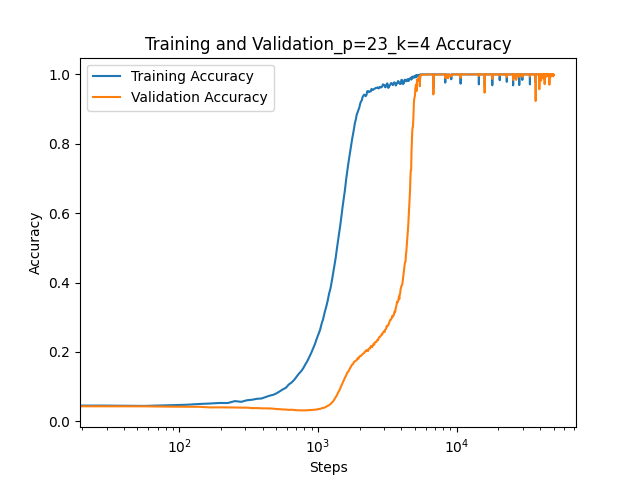 Training and Validation_p=23_k=4 Accuracy
Training Accuracy
Validation Accuracy
1.0
0.8
0.6
0.4
0.2
0.0
Accuracy
10²
10³
10⁴
Steps